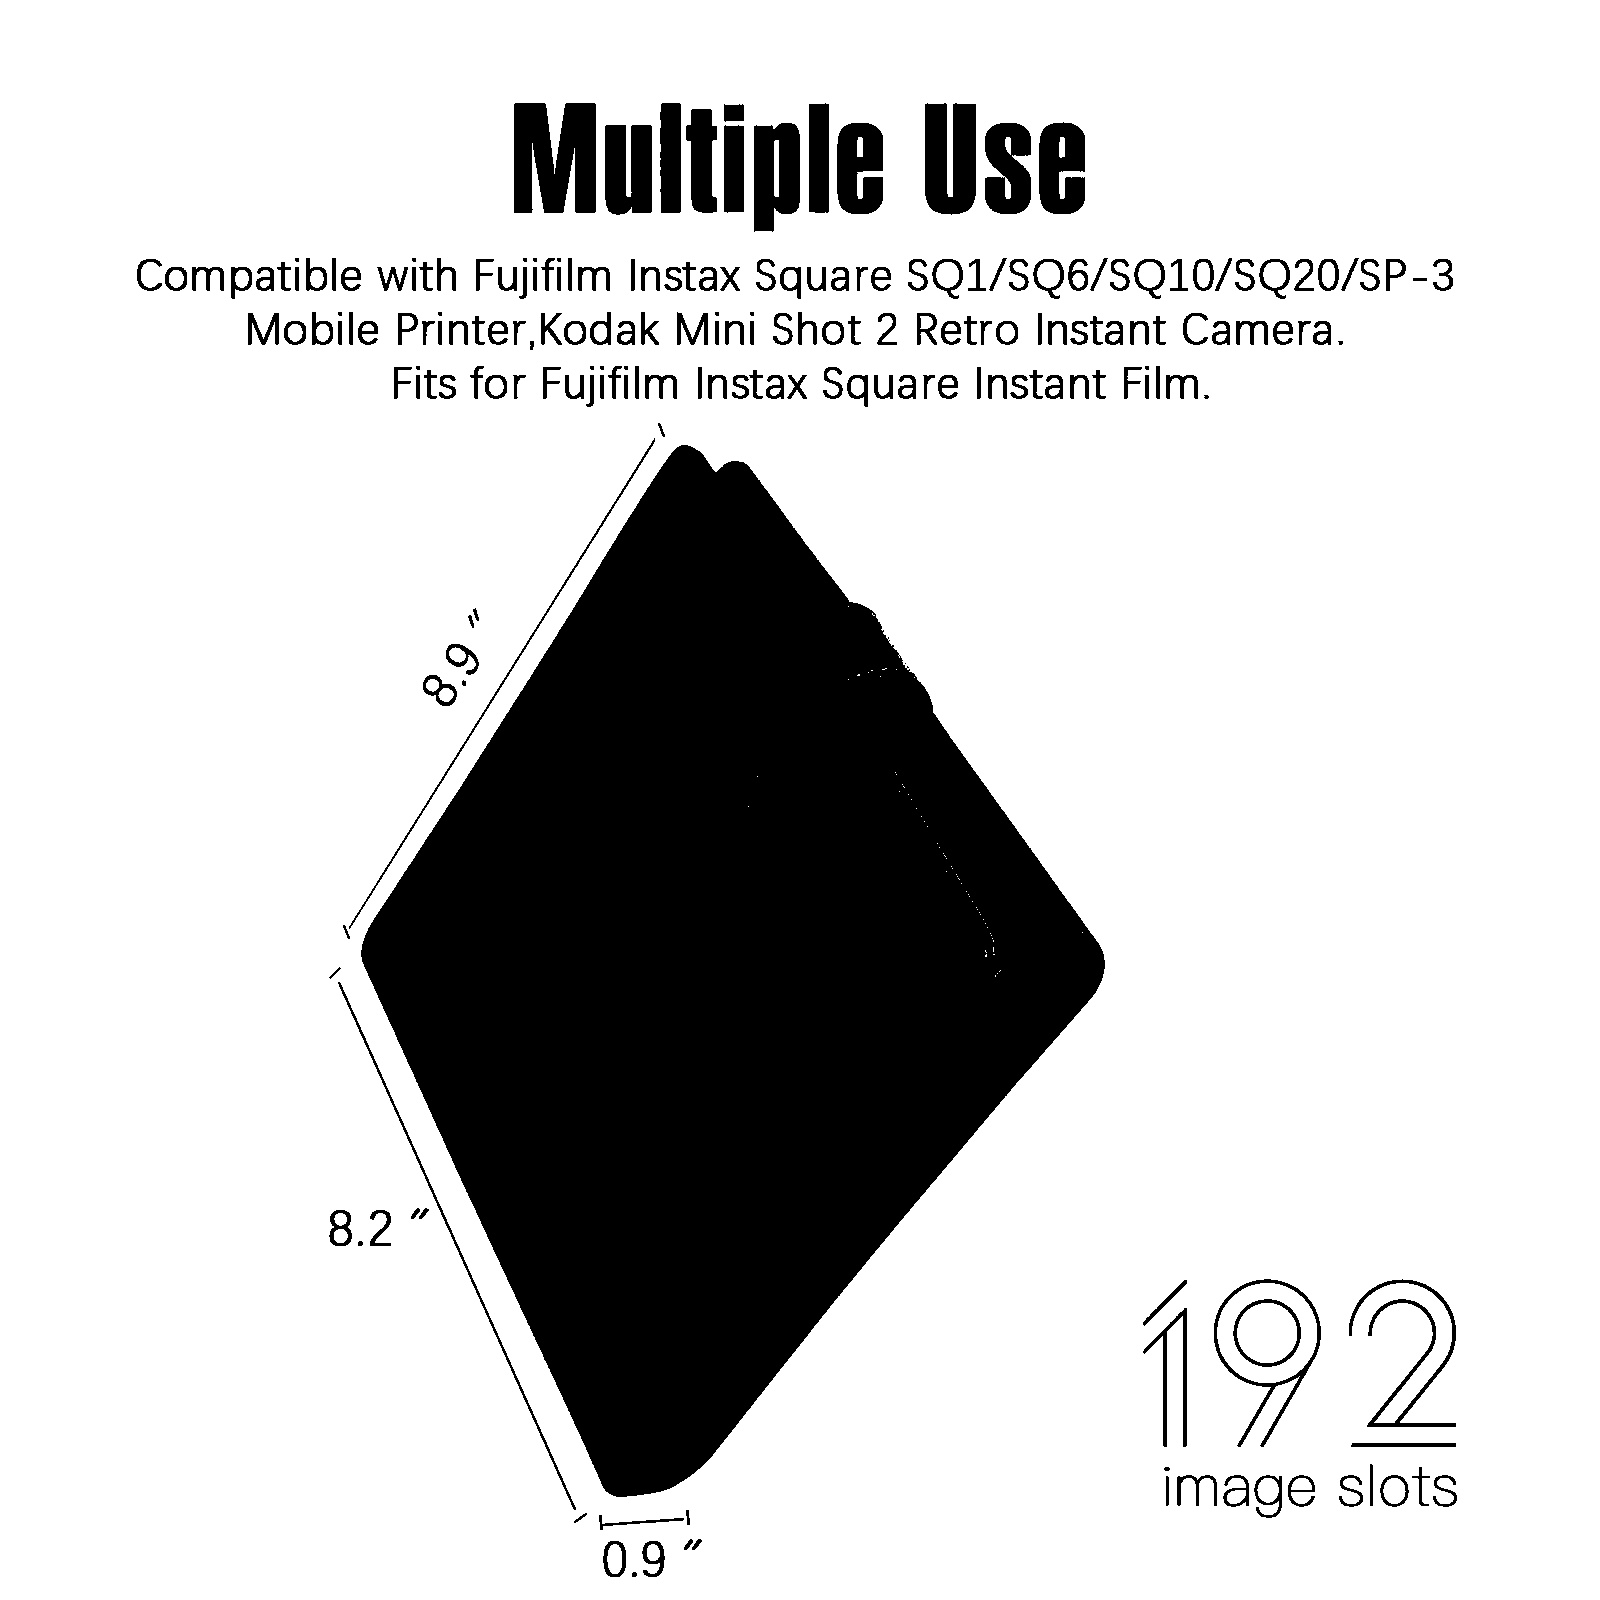 Multiple Use
Compatible with Fujifilm Instax Square SQ1/SQ6/SQ10/SQ20/SP-3
Mobile Printer,Kodak Mini Shot 2 Retro Instant Camera.
Fits for Fujifilm Instax Square Instant Film.
8.9 ″
8.2 ″
0.9 ″
192
image slots